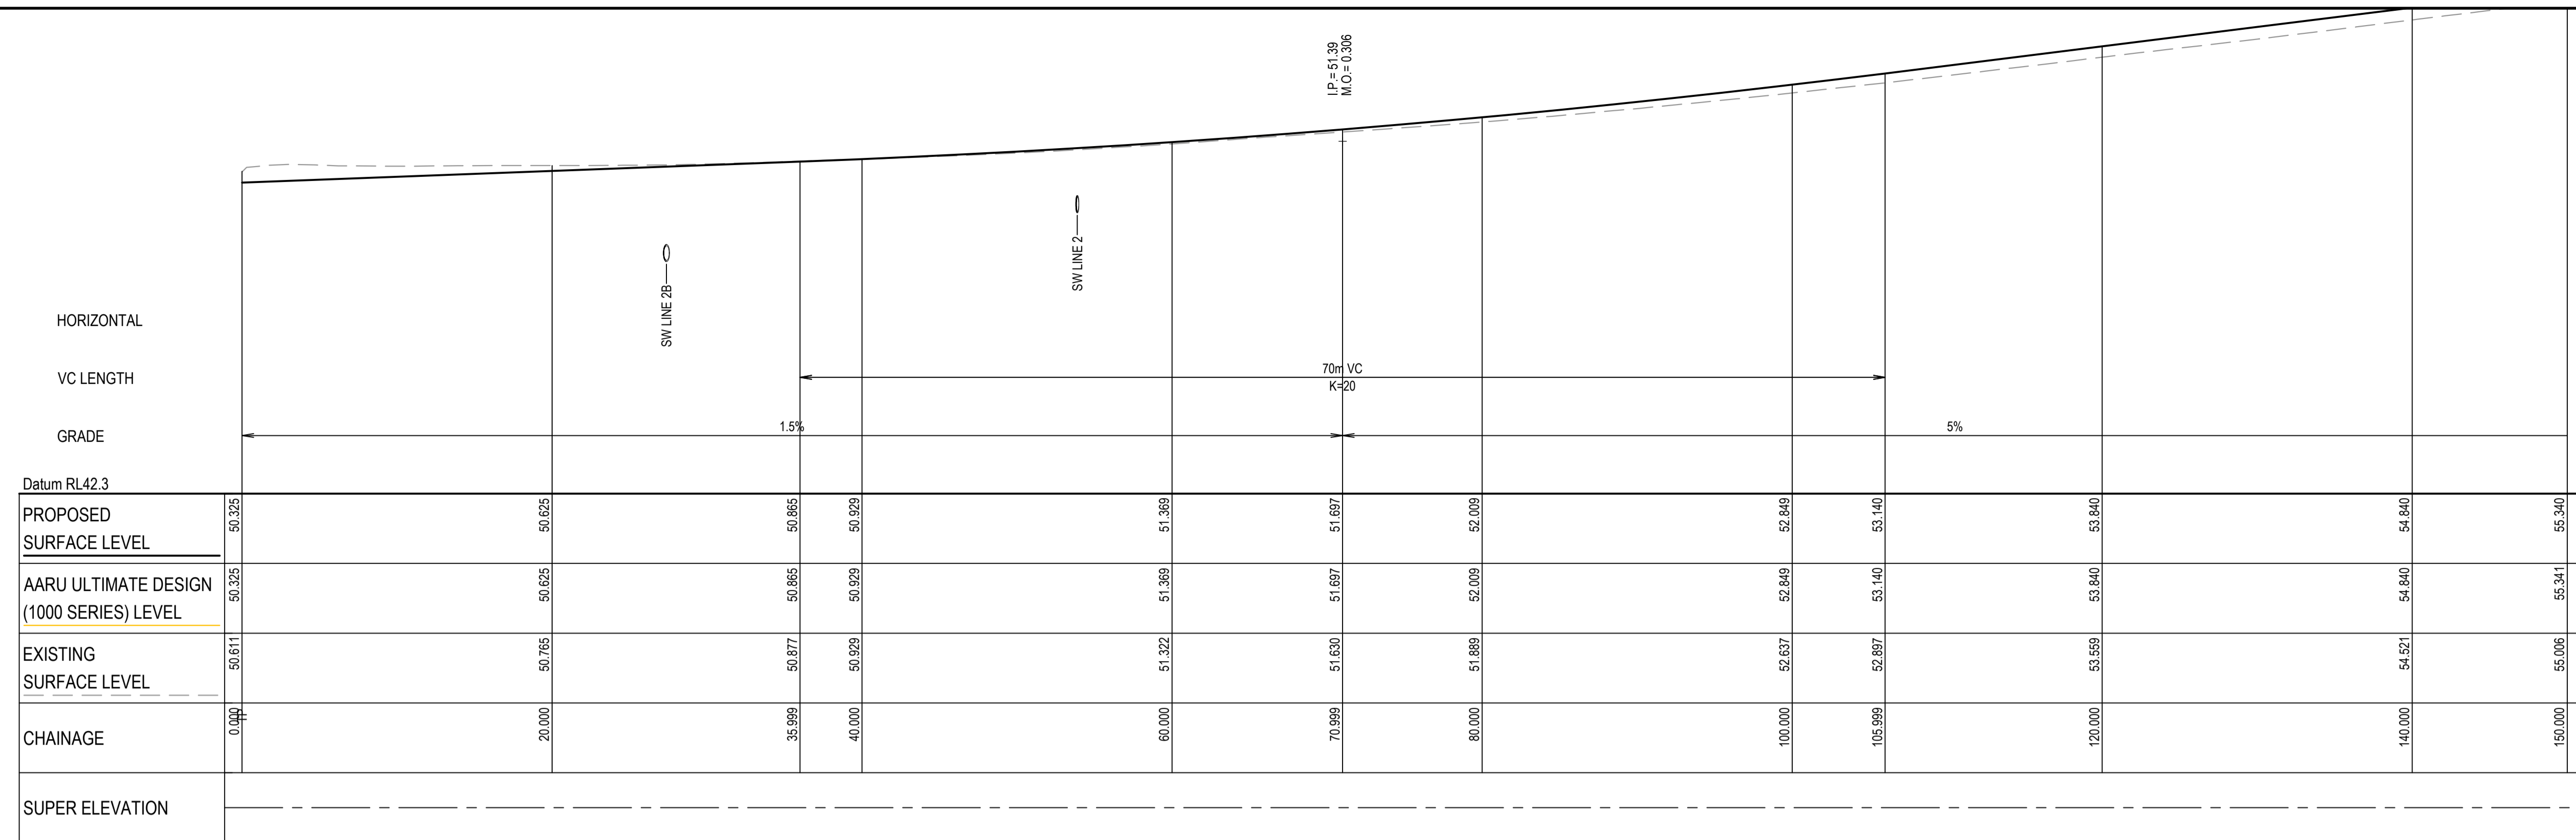 I.P.= 51.39
M.O.= 0.306
SW LINE 2B
SW LINE 2
HORIZONTAL
VC LENGTH
70m VC
K=20
GRADE
1.5%
5%
Datum RL42.3
PROPOSED
SURFACE LEVEL
50.325 50.625 50.865 50.929 51.369 51.697 52.009 52.849 53.140 53.840 54.840 55.340
AARU ULTIMATE DESIGN
(1000 SERIES) LEVEL
50.325 50.625 50.865 50.929 51.369 51.697 52.009 52.849 53.140 53.840 54.840 55.341
EXISTING
SURFACE LEVEL
50.611 50.765 50.877 50.929 51.322 51.630 51.889 52.637 52.897 53.559 54.521 55.006
CHAINAGE
0.000 20.000 35.999 40.000 60.000 70.999 80.000 100.000 105.999 120.000 140.000 150.000
SUPER ELEVATION